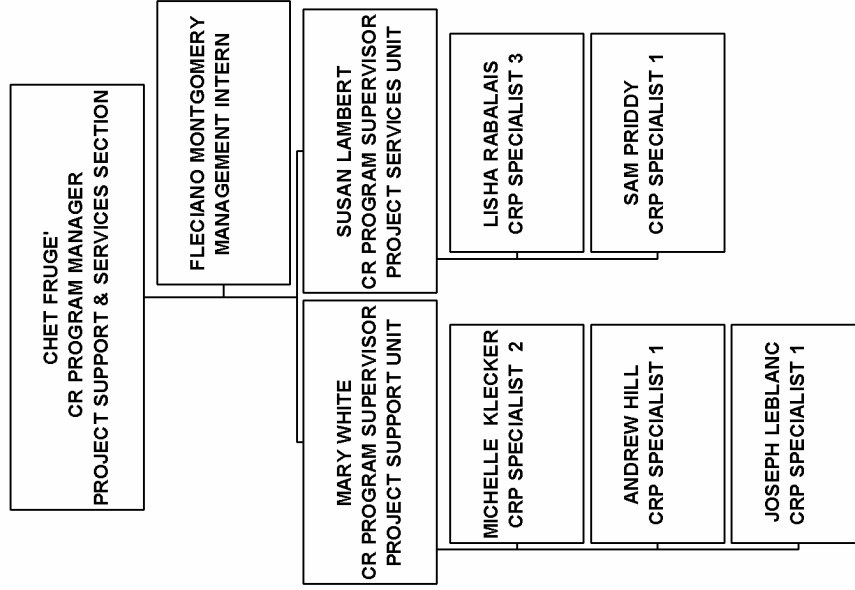 CHET FRUGE'
CR PROGRAM MANAGER
PROJECT SUPPORT & SERVICES SECTION
FLECIANO MONTGOMERY
MANAGEMENT INTERN
MARY WHITE
CR PROGRAM SUPERVISOR
PROJECT SUPPORT UNIT
SUSAN LAMBERT
CR PROGRAM SUPERVISOR
PROJECT SERVICES UNIT
MICHELLE KLECKER
CRP SPECIALIST 2
LISHA RABALAIS
CRP SPECIALIST 3
ANDREW HILL
CRP SPECIALIST 1
SAM PRIDDY
CRP SPECIALIST 1
JOSEPH LEBLANC
CRP SPECIALIST 1